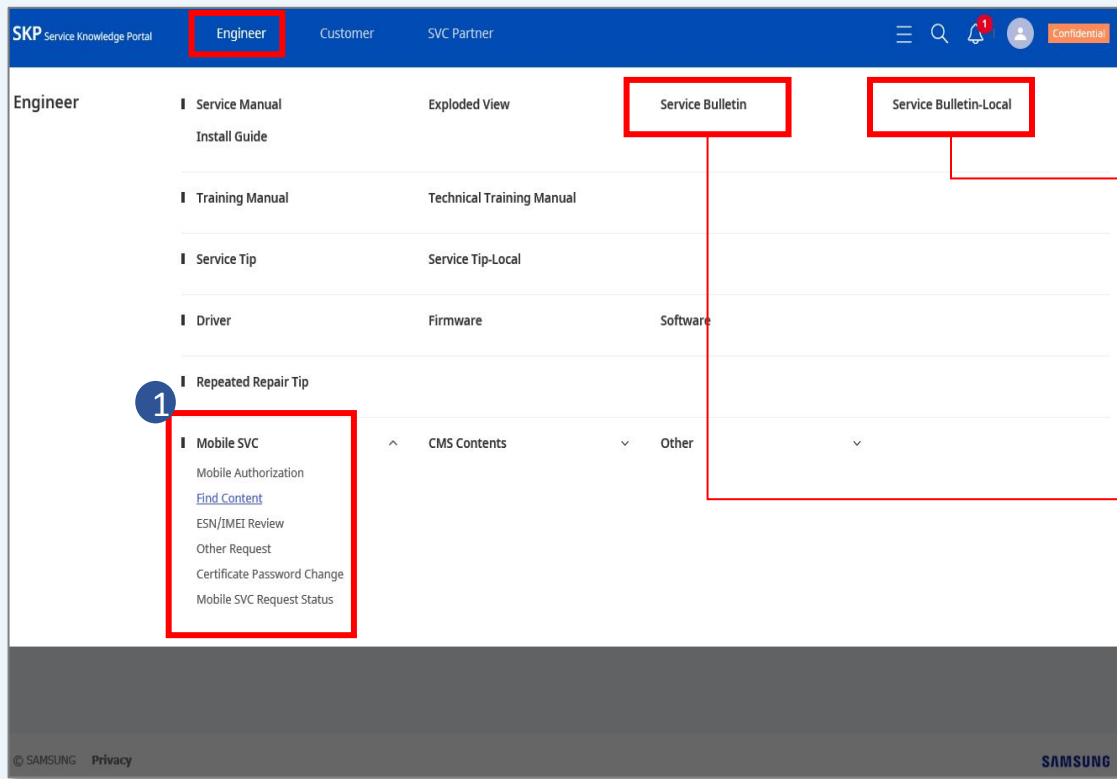 SKP Service Knowledge Portal Engineer Customer SVC Partner 1 Confidential
Engineer
Service Manual Exploded View Service Bulletin Service Bulletin-Local
Install Guide
Training Manual Technical Training Manual
Service Tip Service Tip-Local
Driver Firmware Software
Repeated Repair Tip
1
Mobile SVC CMS Contents Other
Mobile Authorization
Find Content
ESN/IMEI Review
Other Request
Certificate Password Change
Mobile SVC Request Status
© SAMSUNG Privacy SAMSUNG